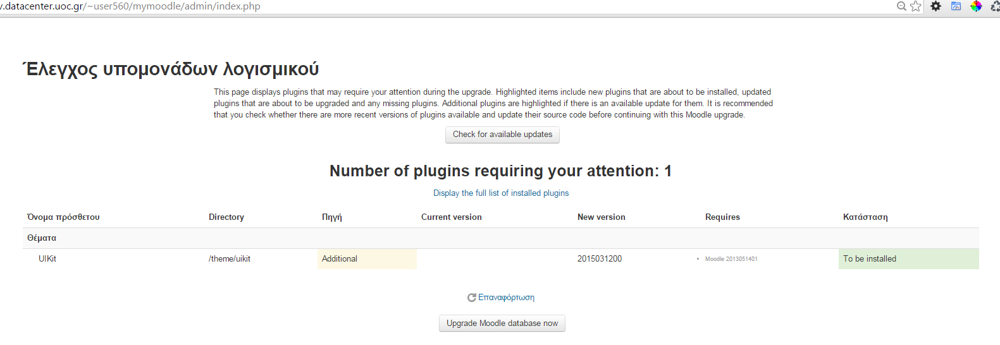 v.datacenter.uoc.gr/~user560/mymoodle/admin/index.php
Έλεγχος υπομονάδων λογισμικού
This page displays plugins that may require your attention during the upgrade. Highlighted items include new plugins that are about to be installed, updated
plugins that are about to be upgraded and any missing plugins. Additional plugins are highlighted if there is an available update for them. It is recommended
that you check whether there are more recent versions of plugins available and update their source code before continuing with this Moodle upgrade.
Check for available updates
Number of plugins requiring your attention: 1
Display the full list of installed plugins
Όνομα πρόσθετου Directory Πηγή Current version New version Requires Κατάσταση
Θέματα
UIKit /theme/uikit Additional 2015031200 • Moodle 2013051401 To be installed
Επαναφόρτωση
Upgrade Moodle database now